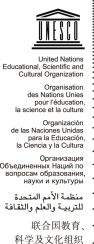 UNESCO
United Nations
Educational, Scientific and
Cultural Organization
Organisation
des Nations Unies
pour l'éducation,
la science et la culture
Organización
de las Naciones Unidas
para la Educación,
la Ciencia y la Cultura
Организация
Объединенных Наций по
вопросам образования,
науки и культуры
منظمة الأمم المتحدة
للتربية والعلم والثقافة
联合国教育、
科学及文化组织